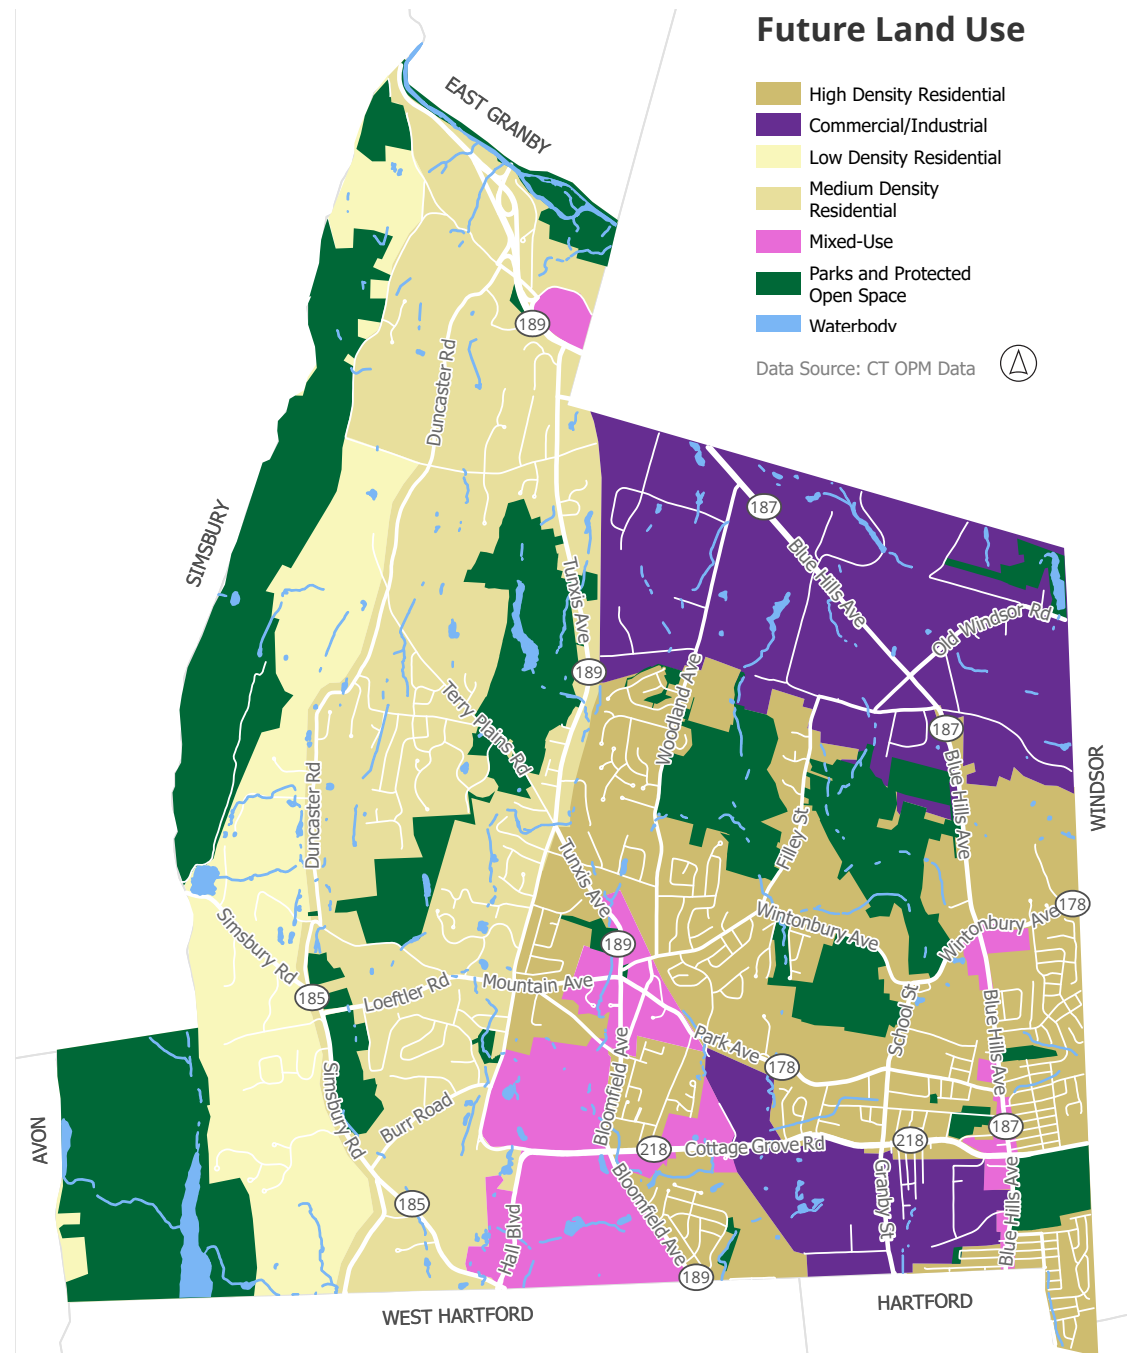 Future Land Use
High Density Residential
Commercial/Industrial
Low Density Residential
Medium Density
Residential
Mixed-Use
Parks and Protected
Open Space
Waterbody
Data Source: CT OPM Data
EAST GRANBY
189
Duncaster Rd
SIMSBURY
187
Blue Hills Ave
Tunxis Ave
Old Windsor Rd
189
Woodland Ave
Terry Plains Rd
187
WINDSOR
Blue Hills Ave
Duncaster Rd
Filley St
Tunxis Ave
178
Simsbury Rd
Wintonbury Ave
Wintonbury Ave
189
Mountain Ave
185
Loeftler Rd
School St
Blue Hills Ave
Park Ave
178
Bloomfield Ave
Simsbury Rd
Burr Road
AVON
187
218
218
Cottage Grove Rd
Granby St
Blue Hills Ave
185
Bloomfield Ave
Hall Blvd
189
WEST HARTFORD
HARTFORD